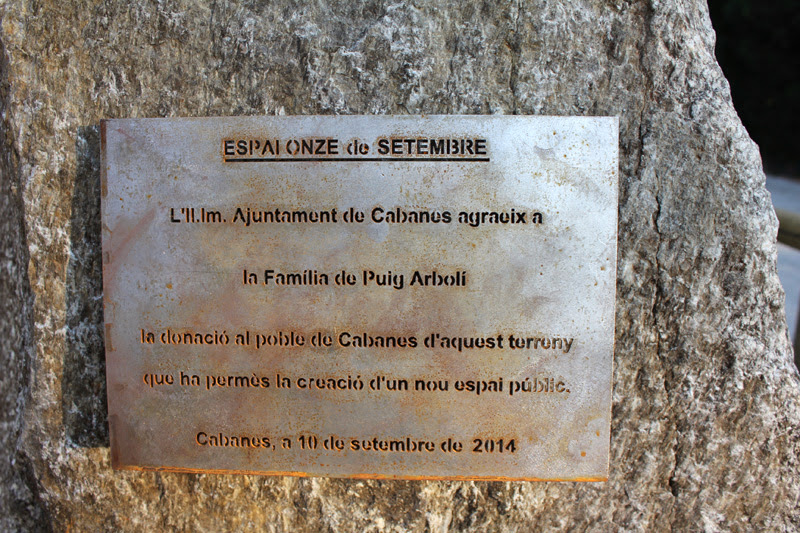 ESPAI ONZE de SETEMBRE
L'Il.lm. Ajuntament de Cabanes agraeix a
la Família de Puig Arbolí
la donació al poble de Cabanes d'aquest terreny
que ha permès la creació d'un nou espai públic.
Cabanes, a 10 de setembre de 2014